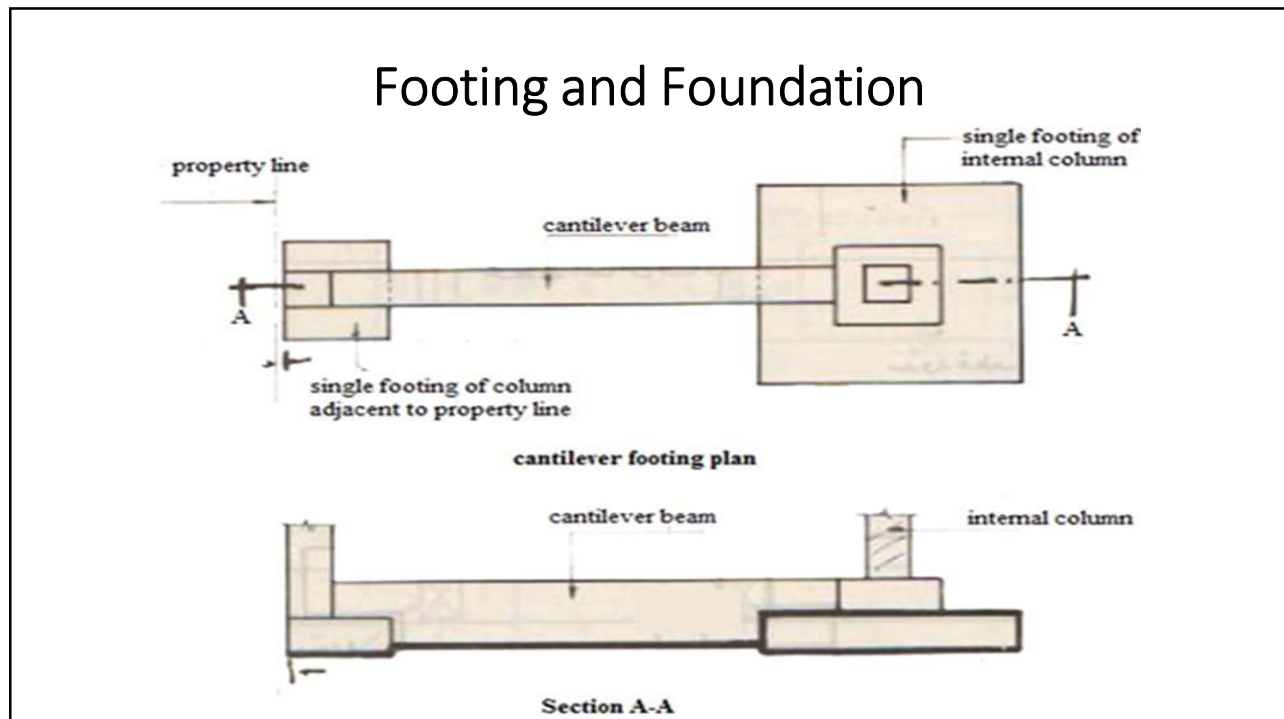 Footing and Foundation
property line
single footing of
internal column
cantilever beam
A
A
single footing of column
adjacent to property line
cantilever footing plan
cantilever beam
internal column
Section A-A